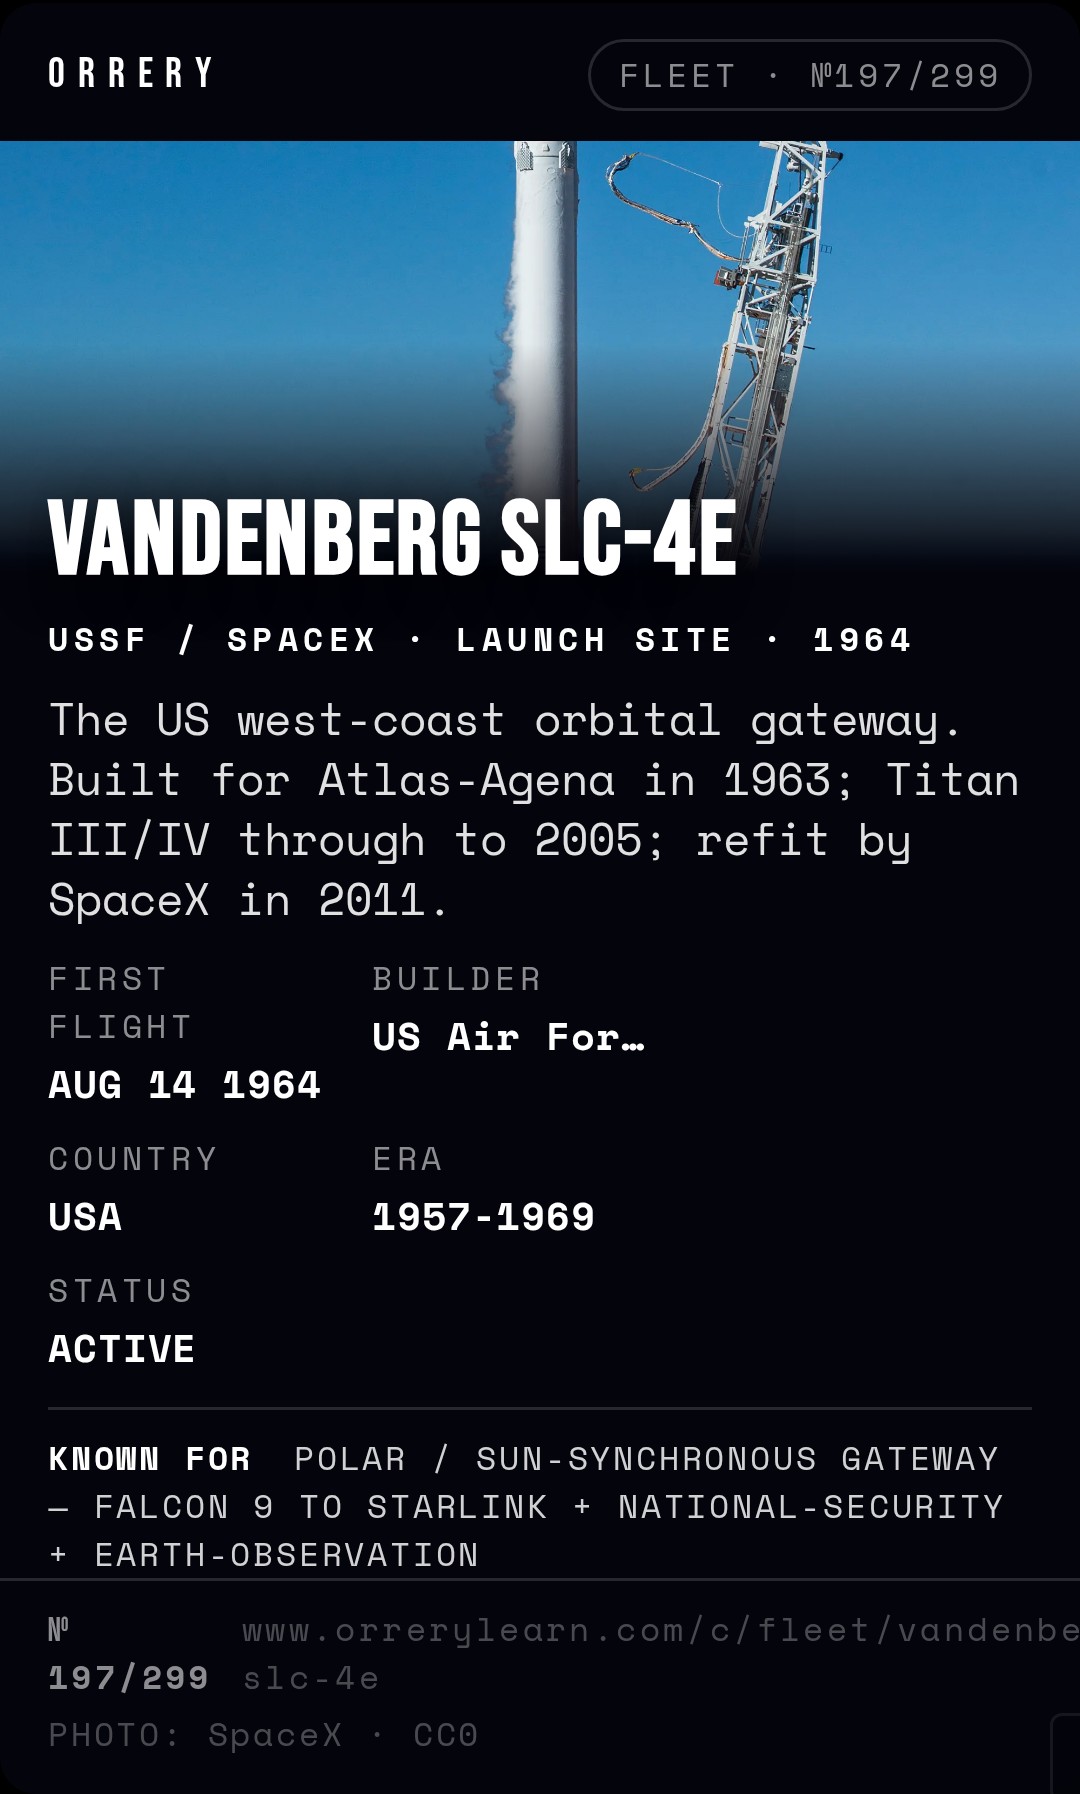 ORRERY
FLEET · №197/299
VANDENBERG SLC-4E
USSF / SPACEX · LAUNCH SITE · 1964
The US west-coast orbital gateway.
Built for Atlas-Agena in 1963; Titan
III/IV through to 2005; refit by
SpaceX in 2011.
FIRST
FLIGHT
AUG 14 1964
BUILDER
US Air For…
COUNTRY
USA
ERA
1957-1969
STATUS
ACTIVE
KNOWN FOR POLAR / SUN-SYNCHRONOUS GATEWAY
— FALCON 9 TO STARLINK + NATIONAL-SECURITY
+ EARTH-OBSERVATION
№
197/299
www.orrerylearn.com/c/fleet/vandenbe
slc-4e
PHOTO: SpaceX · CC0